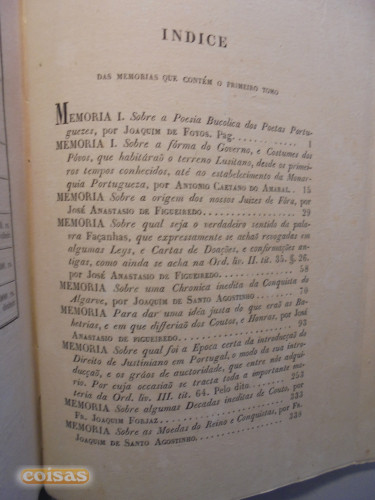 INDICE
DAS MEMORIAS QUE CONTÉM O PRIMEIRO TOMO
MEMORIA I. Sobre a Poesia Bucolica dos Poetas Portu-
guezes, por JOAQUIM DE FOYOS. Pag. 1
MEMORIA I. Sobre a fórma do Governo, e Costumes dos
Póvos, que habitárão o terreno Lusitano, desde os primei-
ros tempos conhecidos, até ao estabelecimento da Monar-
quia Portugueza, por ANTONIO CAETANO DO AMARAL. 16
MEMORIA Sobre a origem dos nossos Juizes de Fóra, por
JOSÉ ANASTASIO DE FIGUEIREDO 29
MEMORIA Sobre qual seja o verdadeiro sentido da pala-
vra Façanhas, que expressamente se achaõ revogadas em
algumas Leys, e Cartas de Doações, e confirmações an-
tigas, como ainda se acha na Ord. liv. II. tit. 35. §. 26.
por JOSÉ ANASTASIO DE FIGUEIREDO 58
MEMORIA Sobre uma Chronica inedita da Conquista do
Algarve, por JOAQUIM DE SANTO AGOSTINHO 79
MEMORIA Para dar uma idéa justa do que eraõ as Be-
hetrias, e em que differiaõ dos Coutos, e Honras, por JOSÉ
ANASTASIO DE FIGUEIREDO 93
MEMORIA Sobre qual foi a Epoca certa da introducção do
Direito de Justiniano em Portugal, o modo da sua intro-
ducçaõ, e os gráos de auctoridade, que entre nós adqui-
rio. Por cuja occasiaõ se tracta toda a importante ma-
teria da Ord. liv. III. tit. 64. Pelo dito 253
MEMORIA Sobre algumas Decadas ineditas de Couto, por
FR. JOAQUIM FORJAZ 333
MEMORIA Sobre as Moedas do Reino e Conquistas, por FR.
JOAQUIM DE SANTO AGOSTINHO
coisas